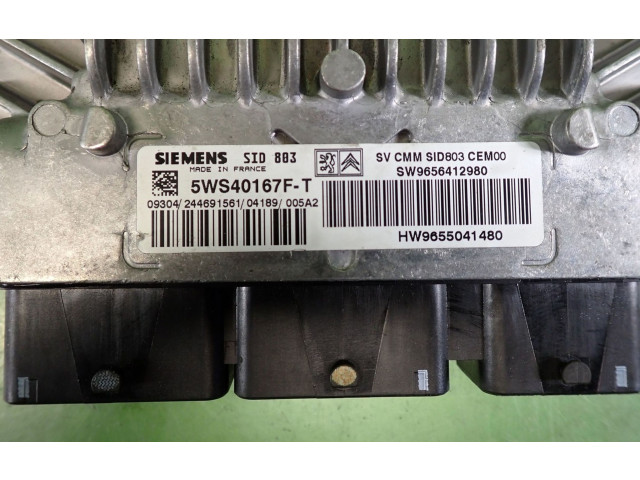 SIEMENS SID 803
MADE IN FRANCE
5WS40167F-T
09304/244691561/04189/005A2
SV CMM SID803 CEM00
SW9656412980
HW9655041480